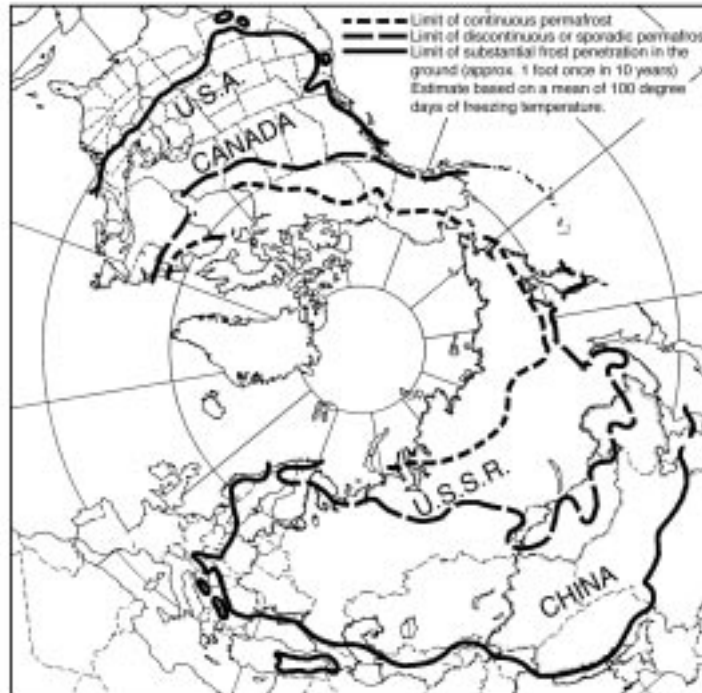 Limit of continuous permafrost
Limit of discontinuous or sporadic permafrost
Limit of substantial frost penetration in the
ground (approx. 1 foot once in 10 years)
Estimate based on a mean of 100 degree
days of freezing temperature.
U.S.A.
CANADA
U.S.S.R.
CHINA